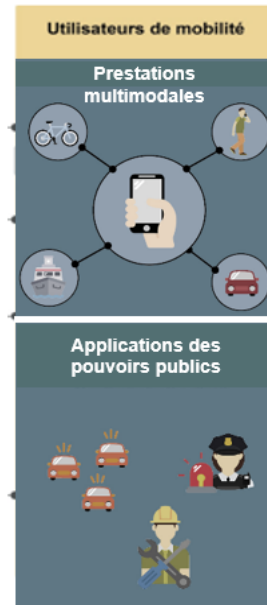 Utilisateurs de mobilité
Prestations
multimodales
Applications des
pouvoirs publics